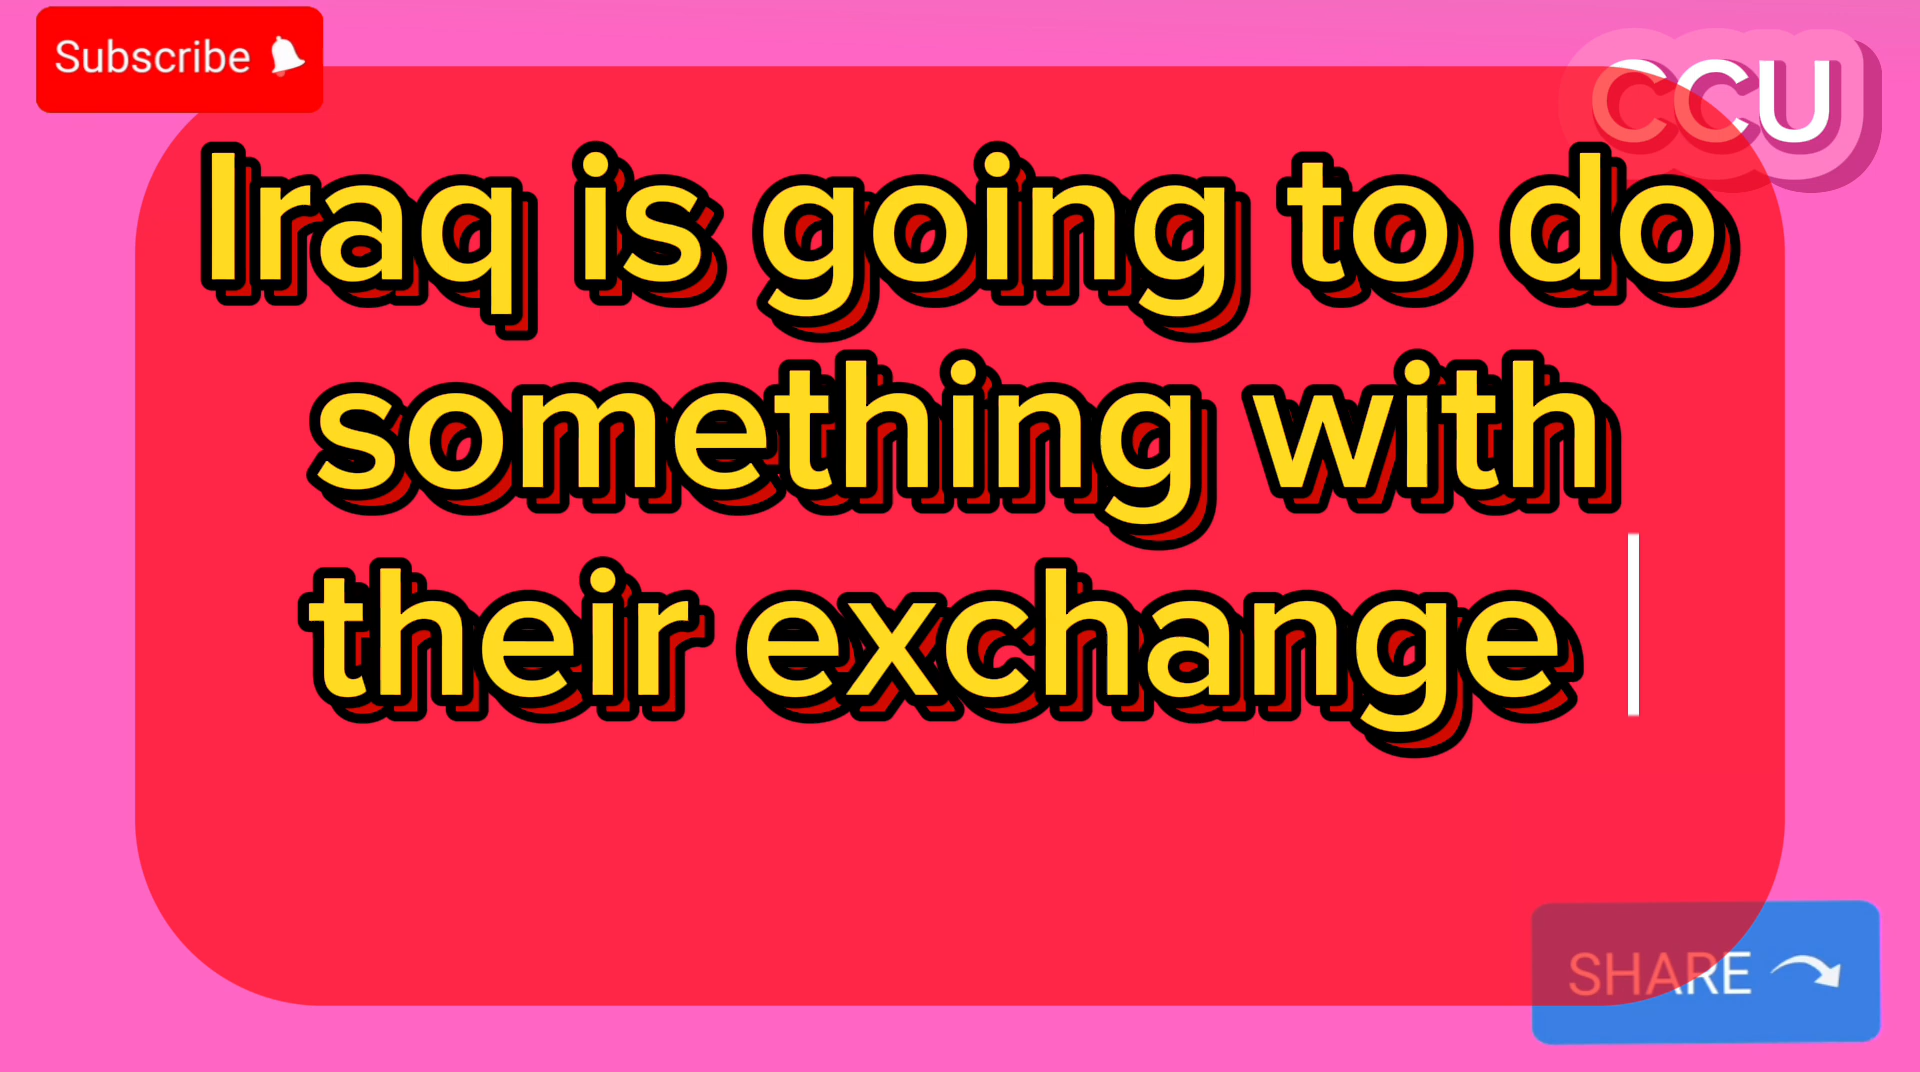 Subscribe
CCU
Iraq is going to do
something with
their exchange
SHARE